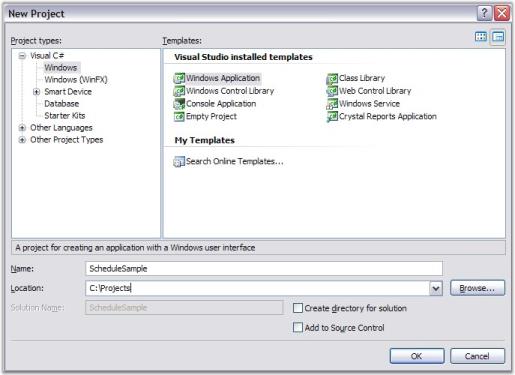 New Project
Project types:
Templates:
Visual C#
Windows
Windows (WinFX)
Smart Device
Database
Starter Kits
Other Languages
Other Project Types
Visual Studio installed templates
Windows Application
Class Library
Windows Control Library
Web Control Library
Console Application
Windows Service
Empty Project
Crystal Reports Application
My Templates
Search Online Templates...
A project for creating an application with a Windows user interface
Name:
ScheduleSample
Location:
C:\Projects
Browse...
Solution Name:
ScheduleSample
Create directory for solution
Add to Source Control
OK
Cancel